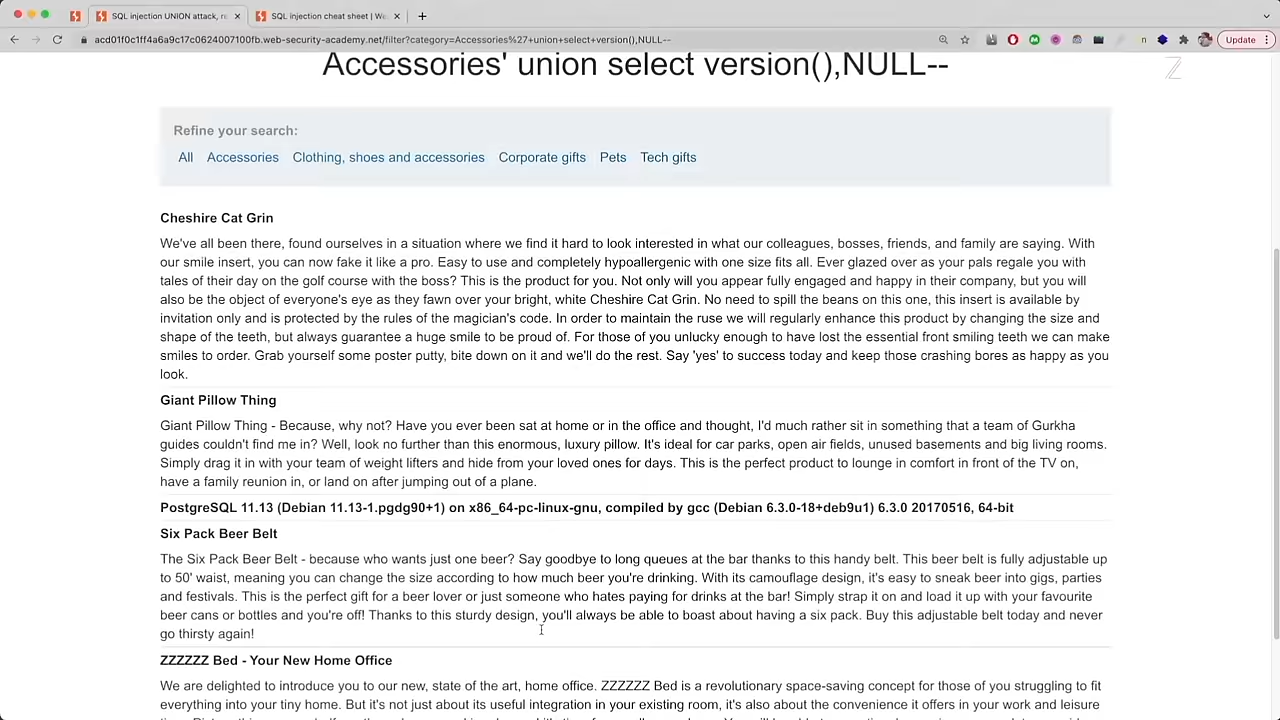 SQL injection UNION attack, re
SQL injection cheat sheet | We
acd01f0c1ff4a6a9c17c0624007100fb.web-security-academy.net/filter?category=Accessories%27+union+select+version(),NULL--
Update
Accessories' union select version(),NULL--
Refine your search:
All Accessories Clothing, shoes and accessories Corporate gifts Pets Tech gifts
Cheshire Cat Grin
We've all been there, found ourselves in a situation where we find it hard to look interested in what our colleagues, bosses, friends, and family are saying. With
our smile insert, you can now fake it like a pro. Easy to use and completely hypoallergenic with one size fits all. Ever glazed over as your pals regale you with
tales of their day on the golf course with the boss? This is the product for you. Not only will you appear fully engaged and happy in their company, but you will
also be the object of everyone's eye as they fawn over your bright, white Cheshire Cat Grin. No need to spill the beans on this one, this insert is available by
invitation only and is protected by the rules of the magician's code. In order to maintain the ruse we will regularly enhance this product by changing the size and
shape of the teeth, but always guarantee a huge smile to be proud of. For those of you unlucky enough to have lost the essential front smiling teeth we can make
smiles to order. Grab yourself some poster putty, bite down on it and we'll do the rest. Say 'yes' to success today and keep those crashing bores as happy as you
look.
Giant Pillow Thing
Giant Pillow Thing - Because, why not? Have you ever been sat at home or in the office and thought, I'd much rather sit in something that a team of Gurkha
guides couldn't find me in? Well, look no further than this enormous, luxury pillow. It's ideal for car parks, open air fields, unused basements and big living rooms.
Simply drag it in with your team of weight lifters and hide from your loved ones for days. This is the perfect product to lounge in comfort in front of the TV on,
have a family reunion in, or land on after jumping out of a plane.
PostgreSQL 11.13 (Debian 11.13-1.pgdg90+1) on x86_64-pc-linux-gnu, compiled by gcc (Debian 6.3.0-18+deb9u1) 6.3.0 20170516, 64-bit
Six Pack Beer Belt
The Six Pack Beer Belt - because who wants just one beer? Say goodbye to long queues at the bar thanks to this handy belt. This beer belt is fully adjustable up
to 50' waist, meaning you can change the size according to how much beer you're drinking. With its camouflage design, it's easy to sneak beer into gigs, parties
and festivals. This is the perfect gift for a beer lover or just someone who hates paying for drinks at the bar! Simply strap it on and load it up with your favourite
beer cans or bottles and you're off! Thanks to this sturdy design, you'll always be able to boast about having a six pack. Buy this adjustable belt today and never
go thirsty again!
ZZZZZZ Bed - Your New Home Office
We are delighted to introduce you to our new, state of the art, home office. ZZZZZZ Bed is a revolutionary space-saving concept for those of you struggling to fit
everything into your tiny home. But it's not just about its useful integration in your existing room, it's also about the convenience it offers in your work and leisure